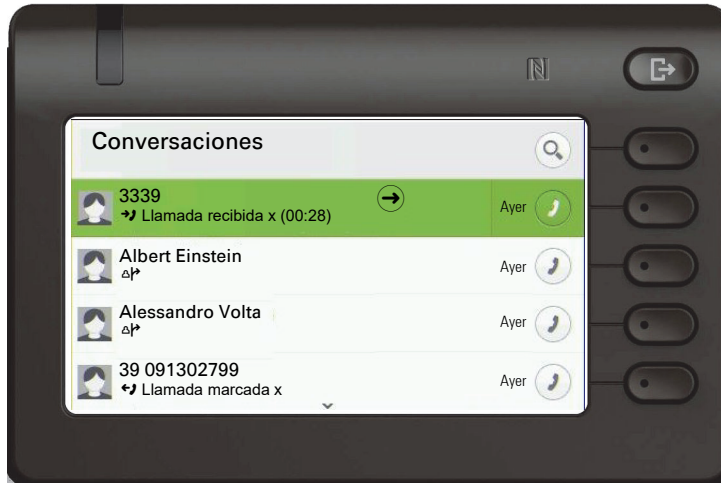 Conversaciones
3339
Llamada recibida x (00:28)
Ayer
Albert Einstein
Ayer
Alessandro Volta
Ayer
39 091302799
Llamada marcada x
Ayer